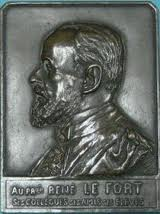 AU PR RENÉ LE FORT
SES COLLÈGUES SES AMIS SES ÉLÈVES